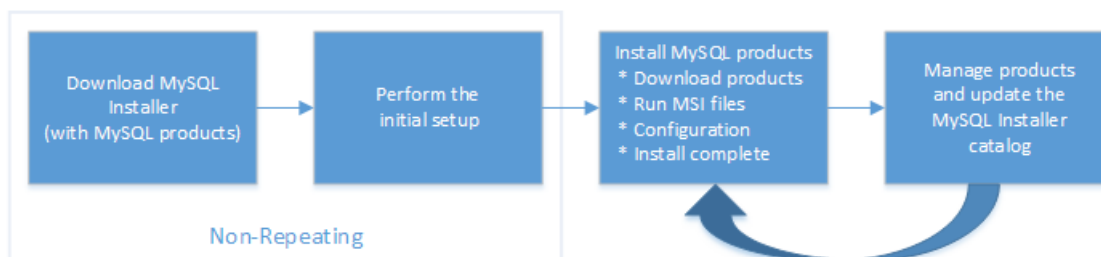 Download MySQL
Installer
(with MySQL products)
Perform the
initial setup
Install MySQL products
* Download products
* Run MSI files
* Configuration
* Install complete
Manage products
and update the
MySQL Installer
catalog
Non-Repeating